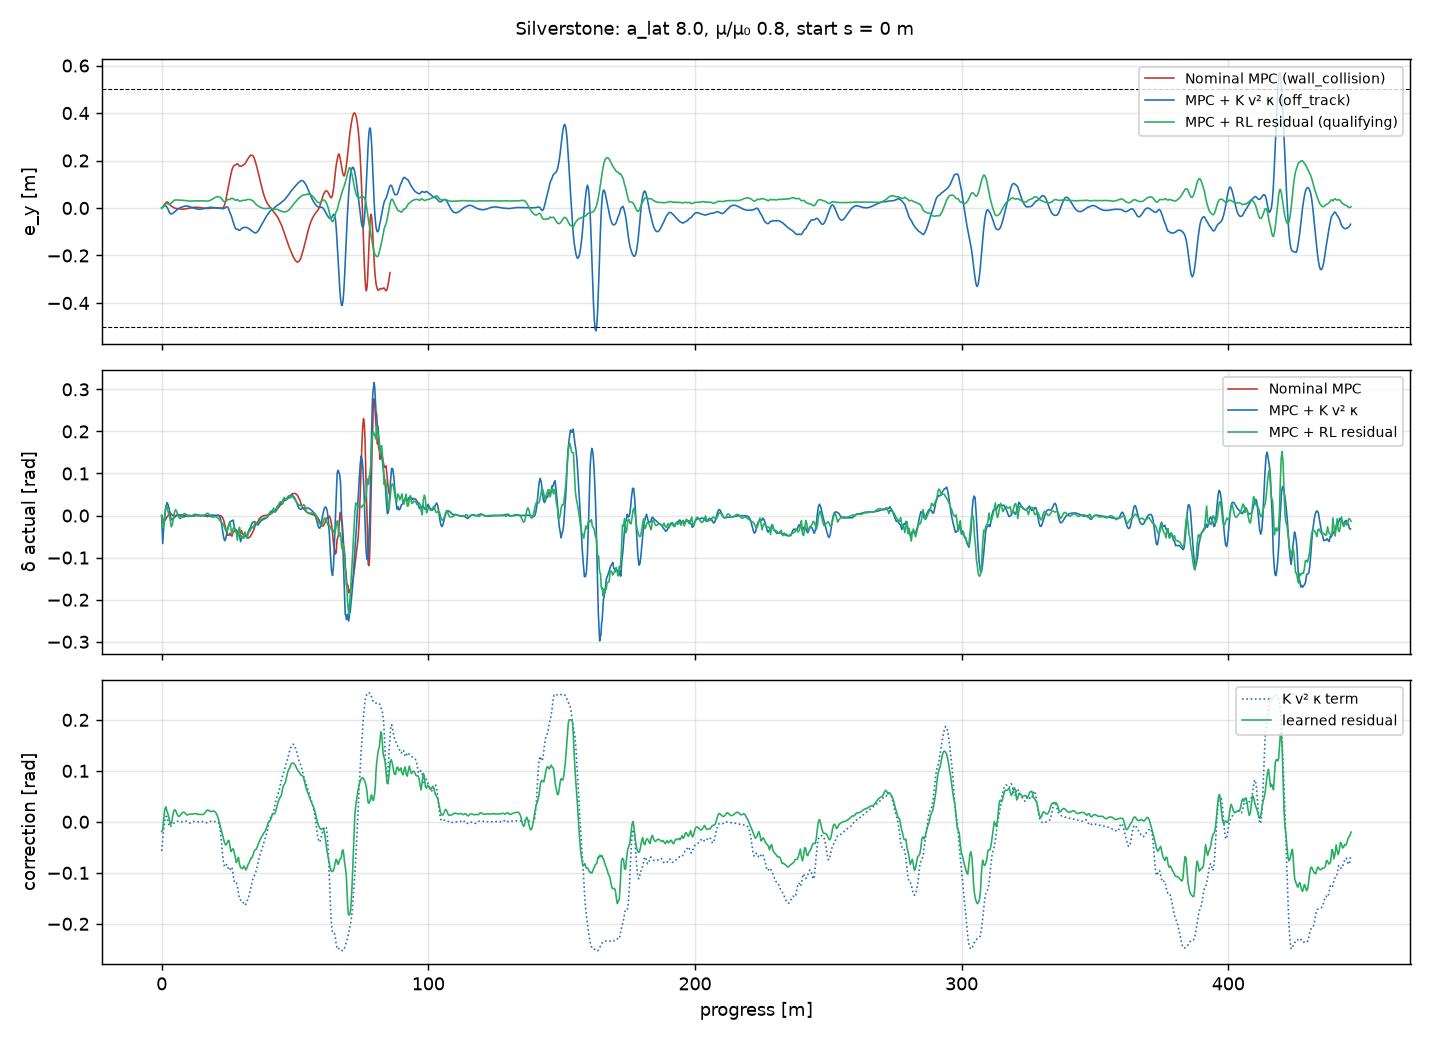 Silverstone: a_lat 8.0, μ/μ₀ 0.8, start s = 0 m
e_y [m]
0.6
0.4
0.2
0.0
−0.2
−0.4
Nominal MPC (wall_collision)
MPC + K v² κ (off_track)
MPC + RL residual (qualifying)
δ actual [rad]
0.3
0.2
0.1
0.0
−0.1
−0.2
−0.3
Nominal MPC
MPC + K v² κ
MPC + RL residual
correction [rad]
0.2
0.1
0.0
−0.1
−0.2
K v² κ term
learned residual
0
100
200
300
400
progress [m]